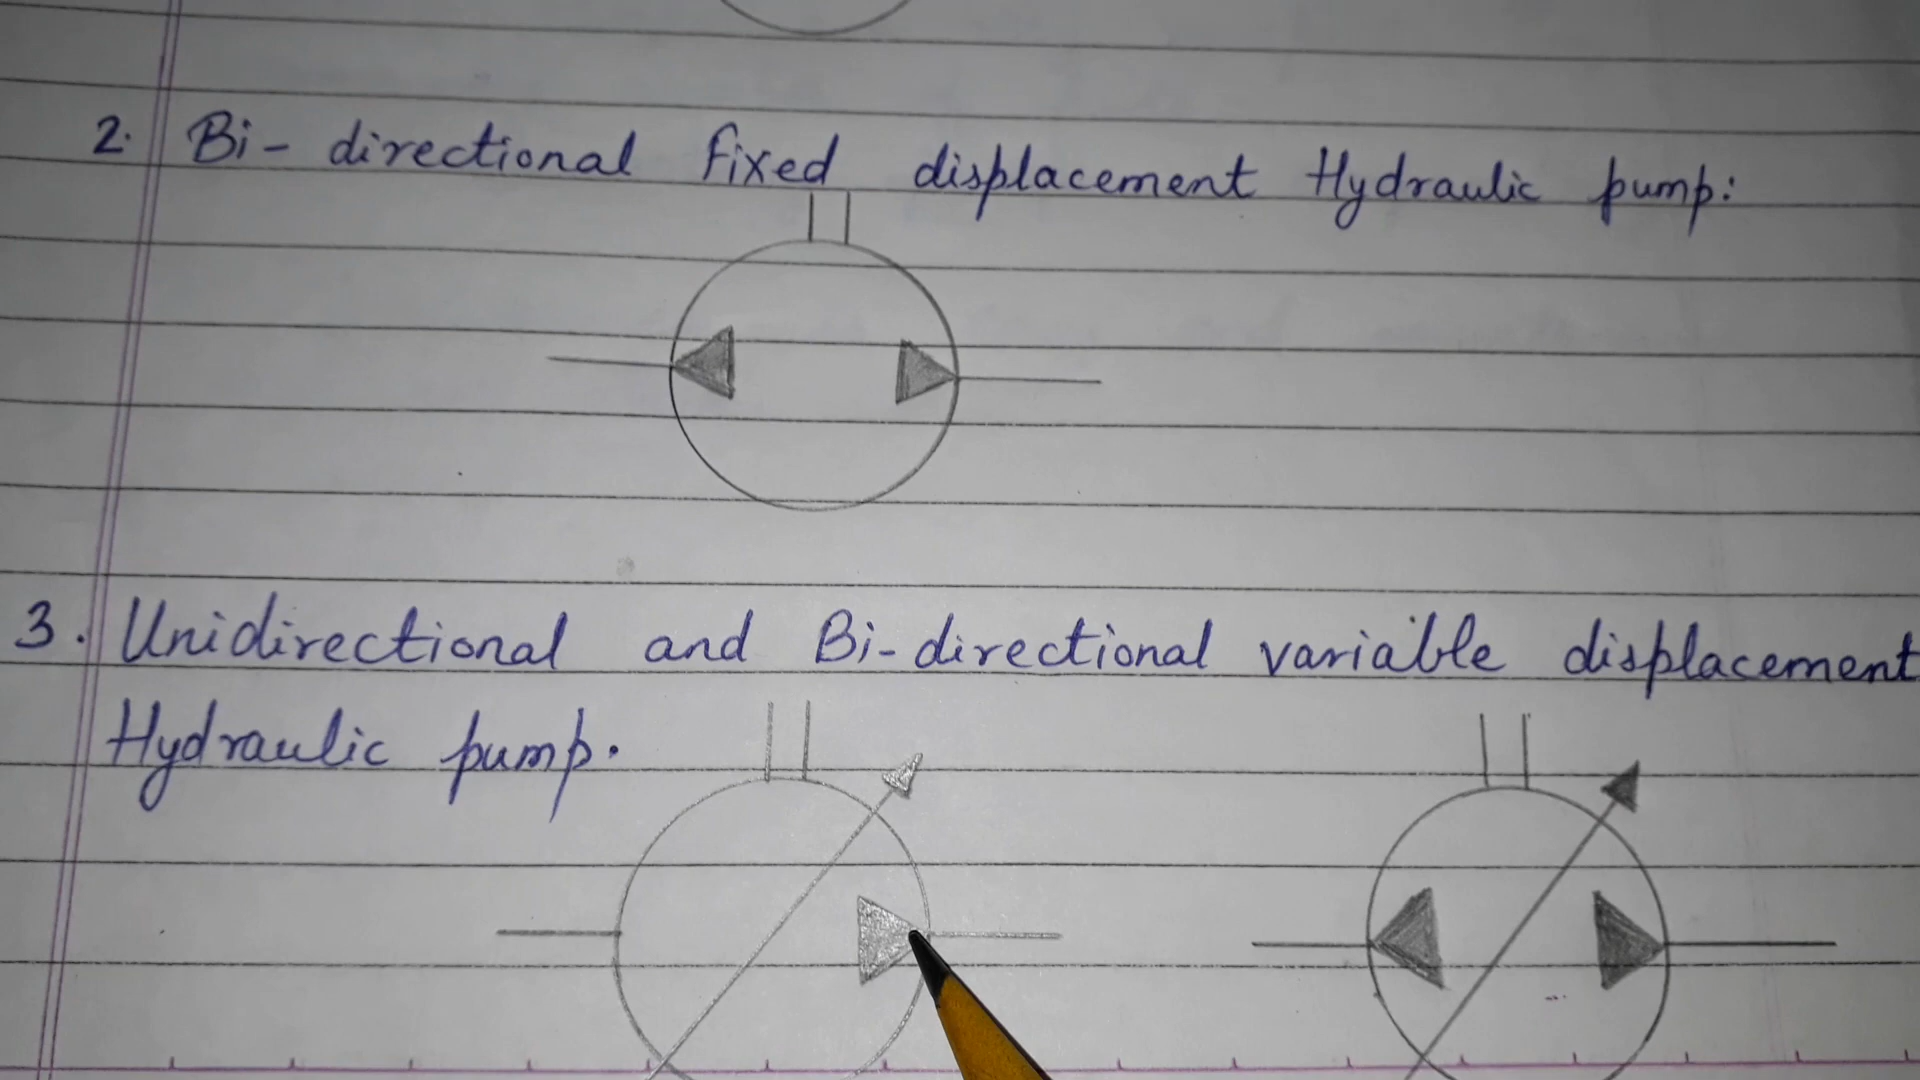 2. Bi-directional fixed displacement Hydraulic pump:
3. Unidirectional and Bi-directional variable displacement
Hydraulic pump.